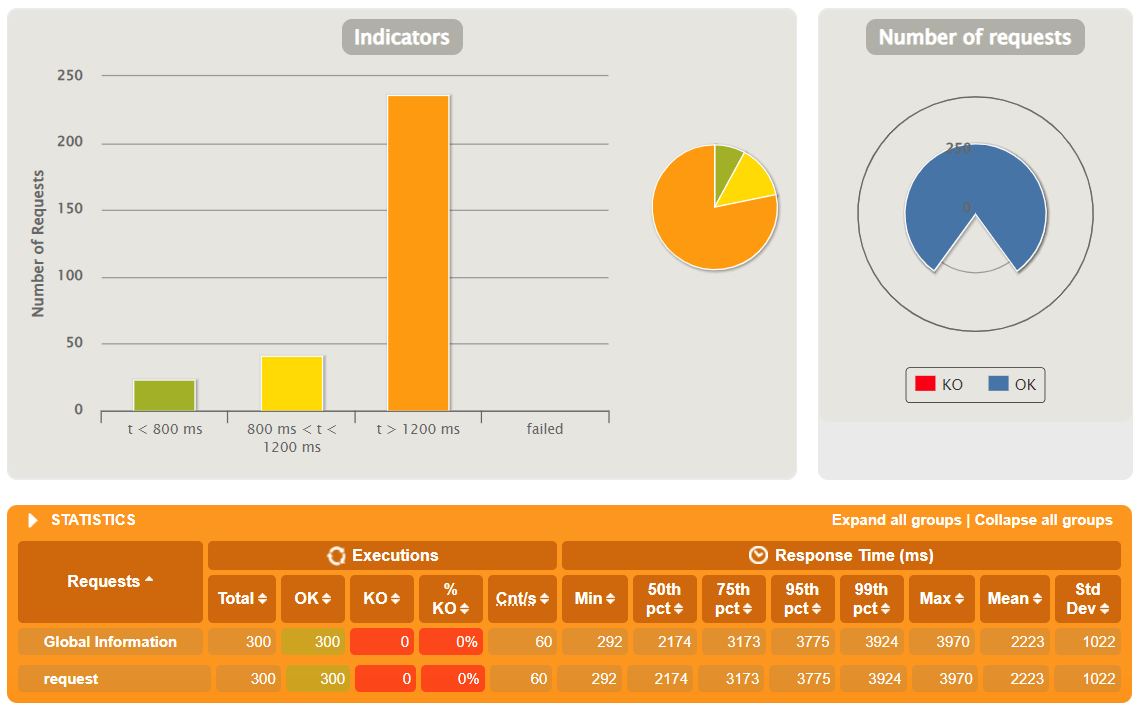 Indicators
250
200
150
100
50
0
Number of Requests
t < 800 ms
800 ms < t <
1200 ms
t > 1200 ms
failed
Number of requests
250
0
KO
OK
STATISTICS
Expand all groups | Collapse all groups
Requests
Executions
Response Time (ms)
Total
OK
KO
%
KO
Cnt/s
Min
50th
pct
75th
pct
95th
pct
99th
pct
Max
Mean
Std
Dev
Global Information 300 300 0 0% 60 292 2174 3173 3775 3924 3970 2223 1022
request 300 300 0 0% 60 292 2174 3173 3775 3924 3970 2223 1022